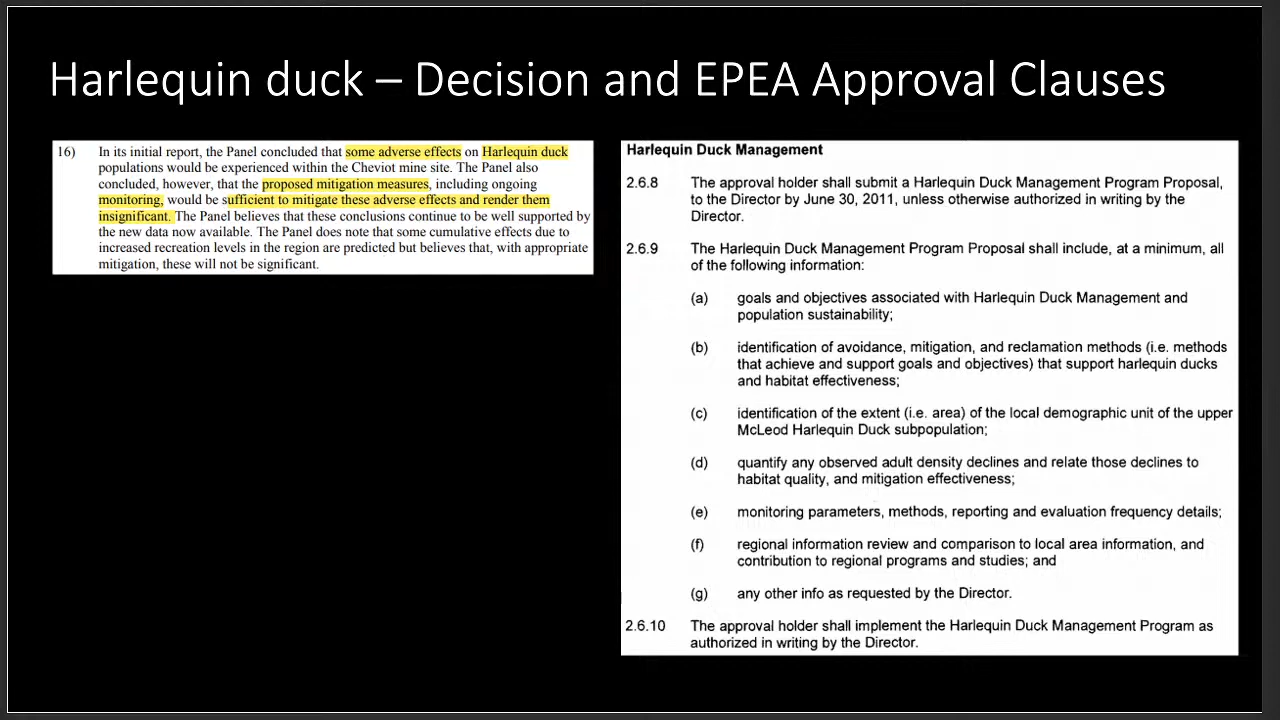 Harlequin duck – Decision and EPEA Approval Clauses
16) In its initial report, the Panel concluded that some adverse effects on Harlequin duck
populations would be experienced within the Cheviot mine site. The Panel also
concluded, however, that the proposed mitigation measures, including ongoing
monitoring, would be sufficient to mitigate these adverse effects and render them
insignificant. The Panel believes that these conclusions continue to be well supported by
the new data now available. The Panel does note that some cumulative effects due to
increased recreation levels in the region are predicted but believes that, with appropriate
mitigation, these will not be significant.
Harlequin Duck Management
2.6.8 The approval holder shall submit a Harlequin Duck Management Program Proposal,
to the Director by June 30, 2011, unless otherwise authorized in writing by the
Director.
2.6.9 The Harlequin Duck Management Program Proposal shall include, at a minimum, all
of the following information:
(a) goals and objectives associated with Harlequin Duck Management and
population sustainability;
(b) identification of avoidance, mitigation, and reclamation methods (i.e. methods
that achieve and support goals and objectives) that support harlequin ducks
and habitat effectiveness;
(c) identification of the extent (i.e. area) of the local demographic unit of the upper
McLeod Harlequin Duck subpopulation;
(d) quantify any observed adult density declines and relate those declines to
habitat quality, and mitigation effectiveness;
(e) monitoring parameters, methods, reporting and evaluation frequency details;
(f) regional information review and comparison to local area information, and
contribution to regional programs and studies; and
(g) any other info as requested by the Director.
2.6.10 The approval holder shall implement the Harlequin Duck Management Program as
authorized in writing by the Director.